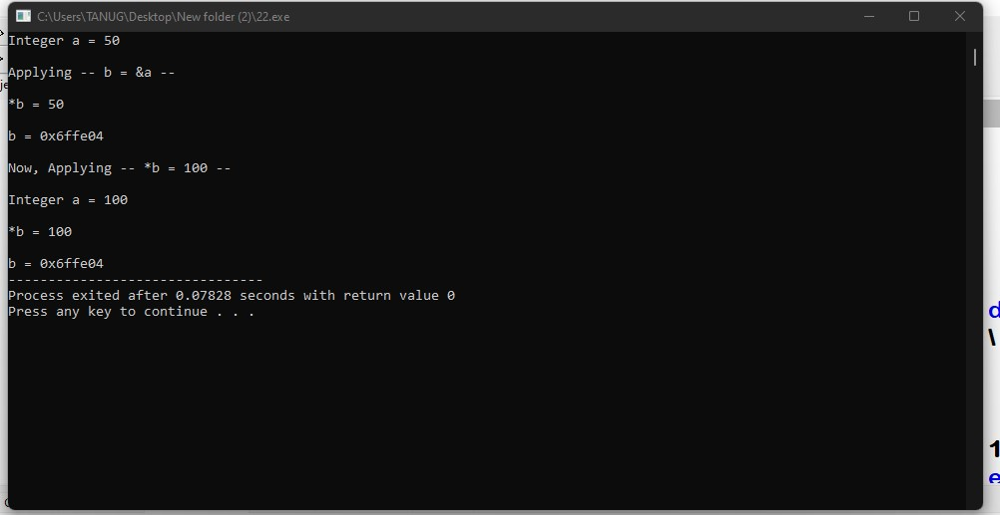 C:\Users\TANUG\Desktop\New folder (2)\22.exe
Integer a = 50
Applying -- b = &a --
*b = 50
b = 0x6ffe04
Now, Applying -- *b = 100 --
Integer a = 100
*b = 100
b = 0x6ffe04
--------------------------------
Process exited after 0.07828 seconds with return value 0
Press any key to continue . . .